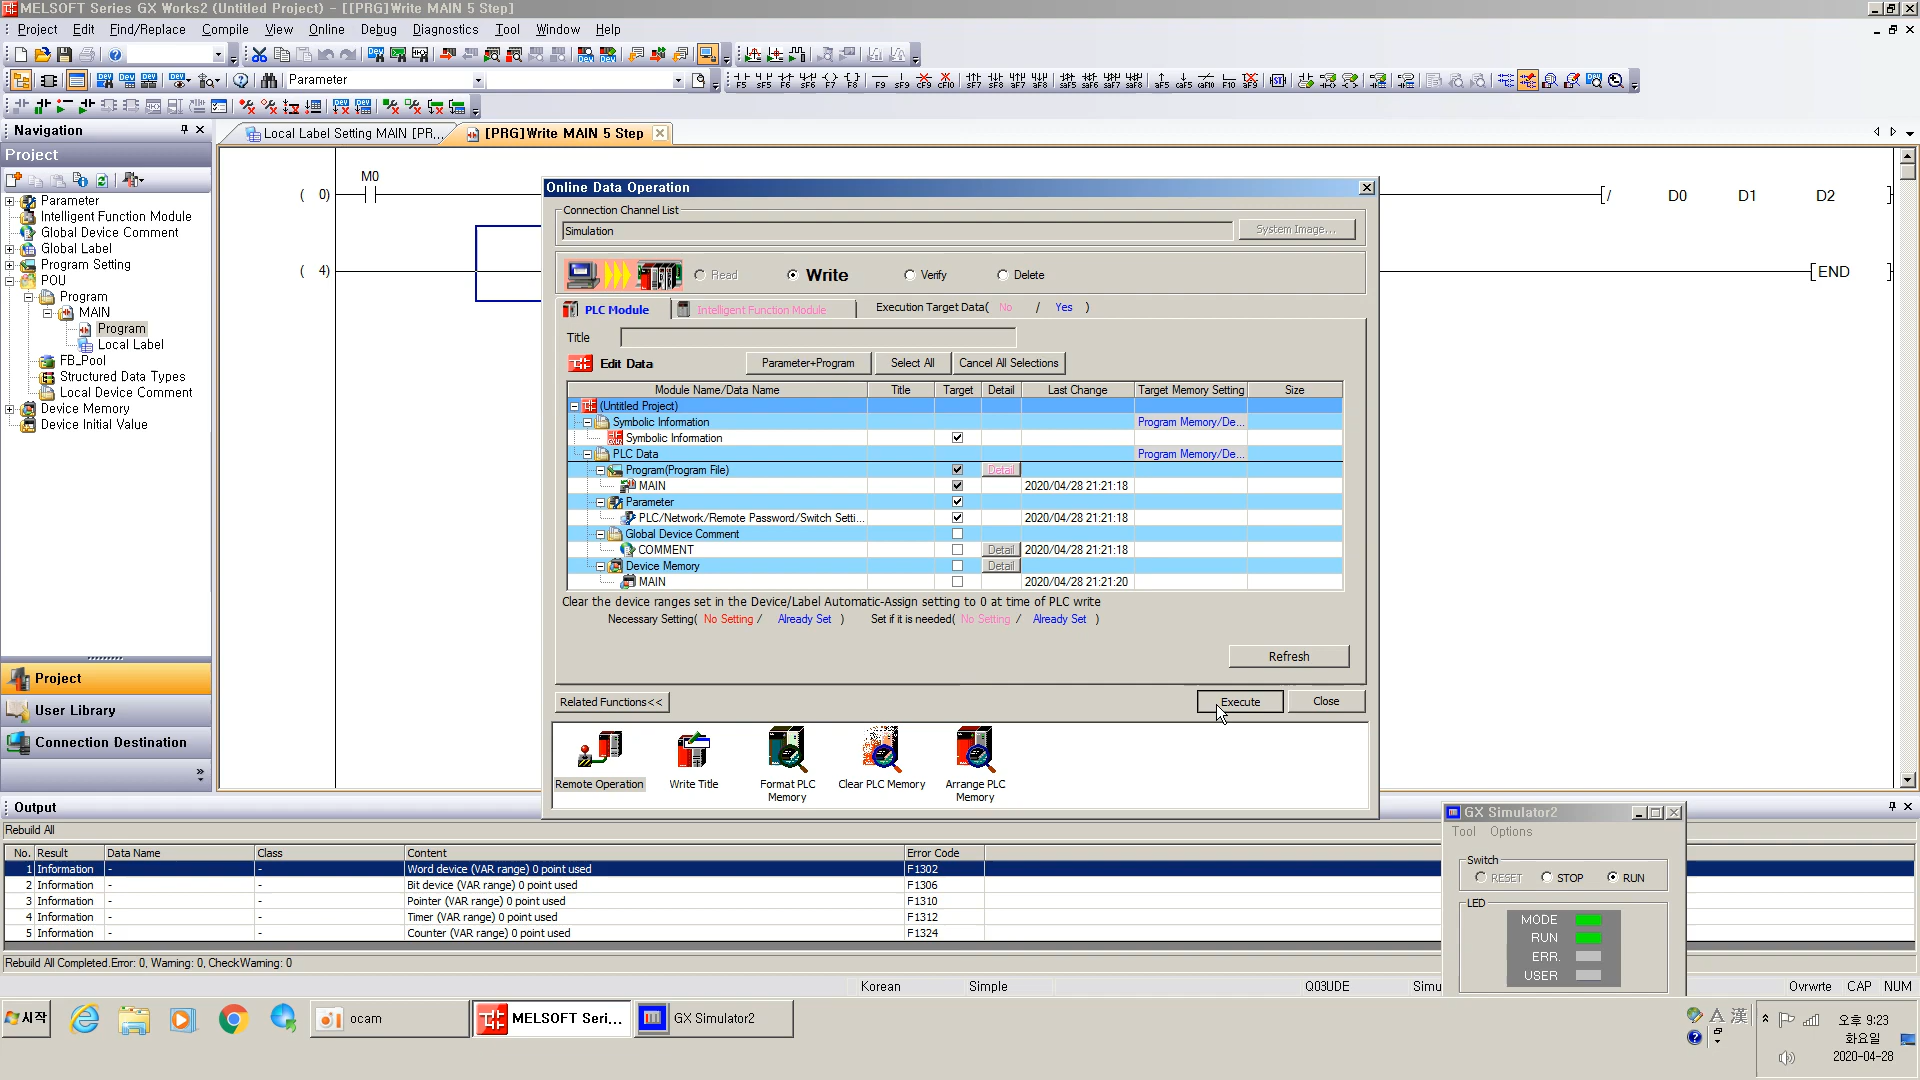 MELSOFT Series GX Works2 (Untitled Project) - [[PRG]Write MAIN 5 Step]
Project Edit Find/Replace Compile View Online Debug Diagnostics Tool Window Help
Parameter
Navigation
Project
Parameter
Intelligent Function Module
Global Device Comment
Global Label
Program Setting
POU
Program
MAIN
Program
Local Label
FB_Pool
Structured Data Types
Local Device Comment
Device Memory
Device Initial Value
Project
User Library
Connection Destination
Local Label Setting MAIN [PR...
[PRG]Write MAIN 5 Step
M0
( 0)
[/ D0 D1 D2 ]
( 4)
[END ]
Online Data Operation
Connection Channel List
Simulation
System Image...
Read Write Verify Delete
PLC Module
Intelligent Function Module
Execution Target Data( No / Yes )
Title
Edit Data
Parameter+Program
Select All
Cancel All Selections
Module Name/Data Name Title Target Detail Last Change Target Memory Setting Size
(Untitled Project)
Symbolic Information Program Memory/De...
Symbolic Information
PLC Data Program Memory/De...
Program(Program File) Detail
MAIN 2020/04/28 21:21:18
Parameter
PLC/Network/Remote Password/Switch Setti... 2020/04/28 21:21:18
Global Device Comment
COMMENT Detail 2020/04/28 21:21:18
Device Memory Detail
MAIN 2020/04/28 21:21:20
Clear the device ranges set in the Device/Label Automatic-Assign setting to 0 at time of PLC write
Necessary Setting( No Setting / Already Set ) Set if it is needed( No Setting / Already Set )
Refresh
Related Functions<<
Execute
Close
Remote Operation
Write Title
Format PLC Memory
Clear PLC Memory
Arrange PLC Memory
Output
Rebuild All
No. Result Data Name Class Content Error Code
1 Information - - Word device (VAR range) 0 point used F1302
2 Information - - Bit device (VAR range) 0 point used F1306
3 Information - - Pointer (VAR range) 0 point used F1310
4 Information - - Timer (VAR range) 0 point used F1312
5 Information - - Counter (VAR range) 0 point used F1324
Rebuild All Completed.Error: 0, Warning: 0, CheckWarning: 0
GX Simulator2
Tool Options
Switch
RESET STOP RUN
LED
MODE
RUN
ERR.
USER
Korean Simple Q03UDE Simu
Ovrwrte CAP NUM
시작
ocam
MELSOFT Seri...
GX Simulator2
A 漢
오후 9:23
화요일
2020-04-28